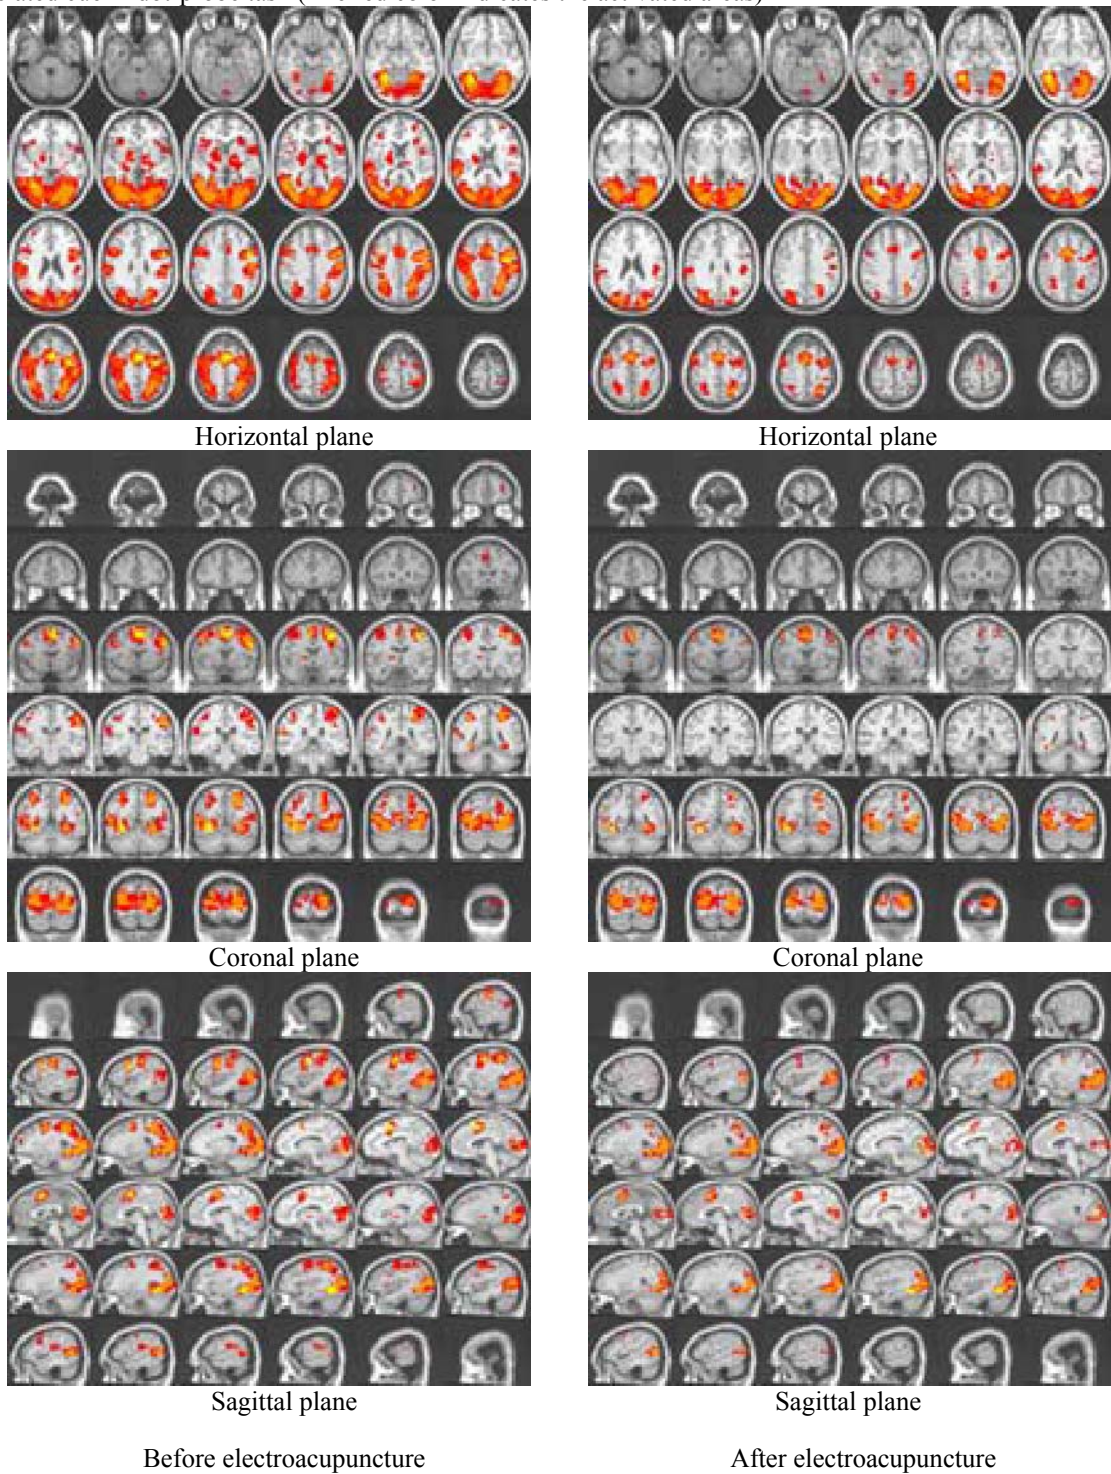 Horizontal plane
Horizontal plane
Coronal plane
Coronal plane
Sagittal plane
Sagittal plane
Before electroacupuncture
After electroacupuncture